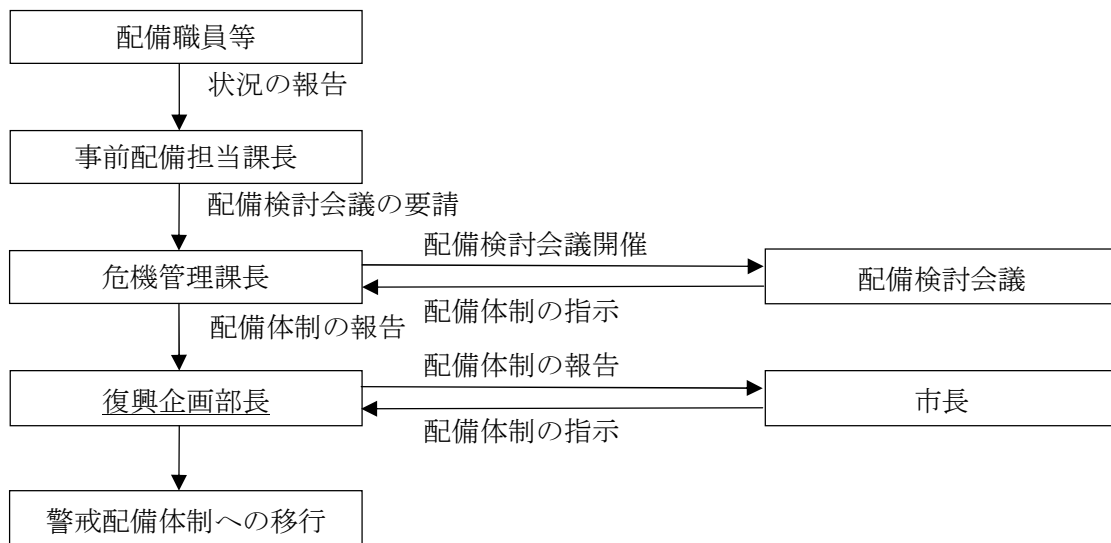 配備職員等
状況の報告
事前配備担当課長
配備検討会議の要請
配備検討会議開催
危機管理課長
配備検討会議
配備体制の指示
配備体制の報告
配備体制の報告
復興企画部長
市長
配備体制の指示
警戒配備体制への移行